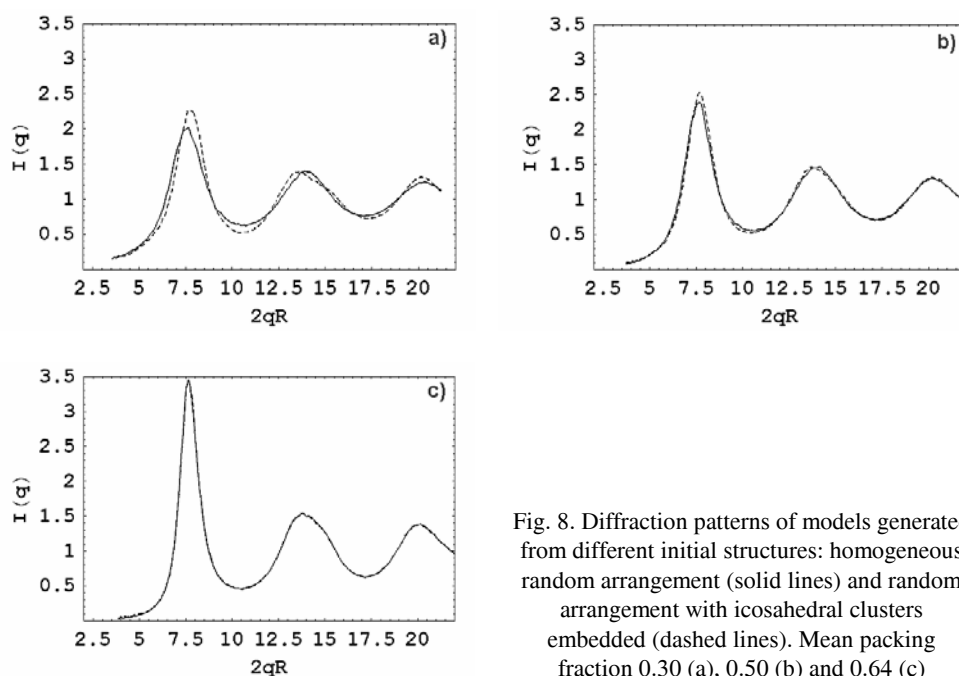 3.5
a)
3
2.5
2
1.5
1
0.5
I(q)
2.5 5 7.5 10 12.5 15 17.5 20
2qR
3.5
b)
3
2.5
2
1.5
1
0.5
I(q)
2.5 5 7.5 10 12.5 15 17.5 20
2qR
3.5
c)
3
2.5
2
1.5
1
0.5
I(q)
2.5 5 7.5 10 12.5 15 17.5 20
2qR
Fig. 8. Diffraction patterns of models generate
from different initial structures: homogeneous
random arrangement (solid lines) and random
arrangement with icosahedral clusters
embedded (dashed lines). Mean packing
fraction 0.30 (a), 0.50 (b) and 0.64 (c)